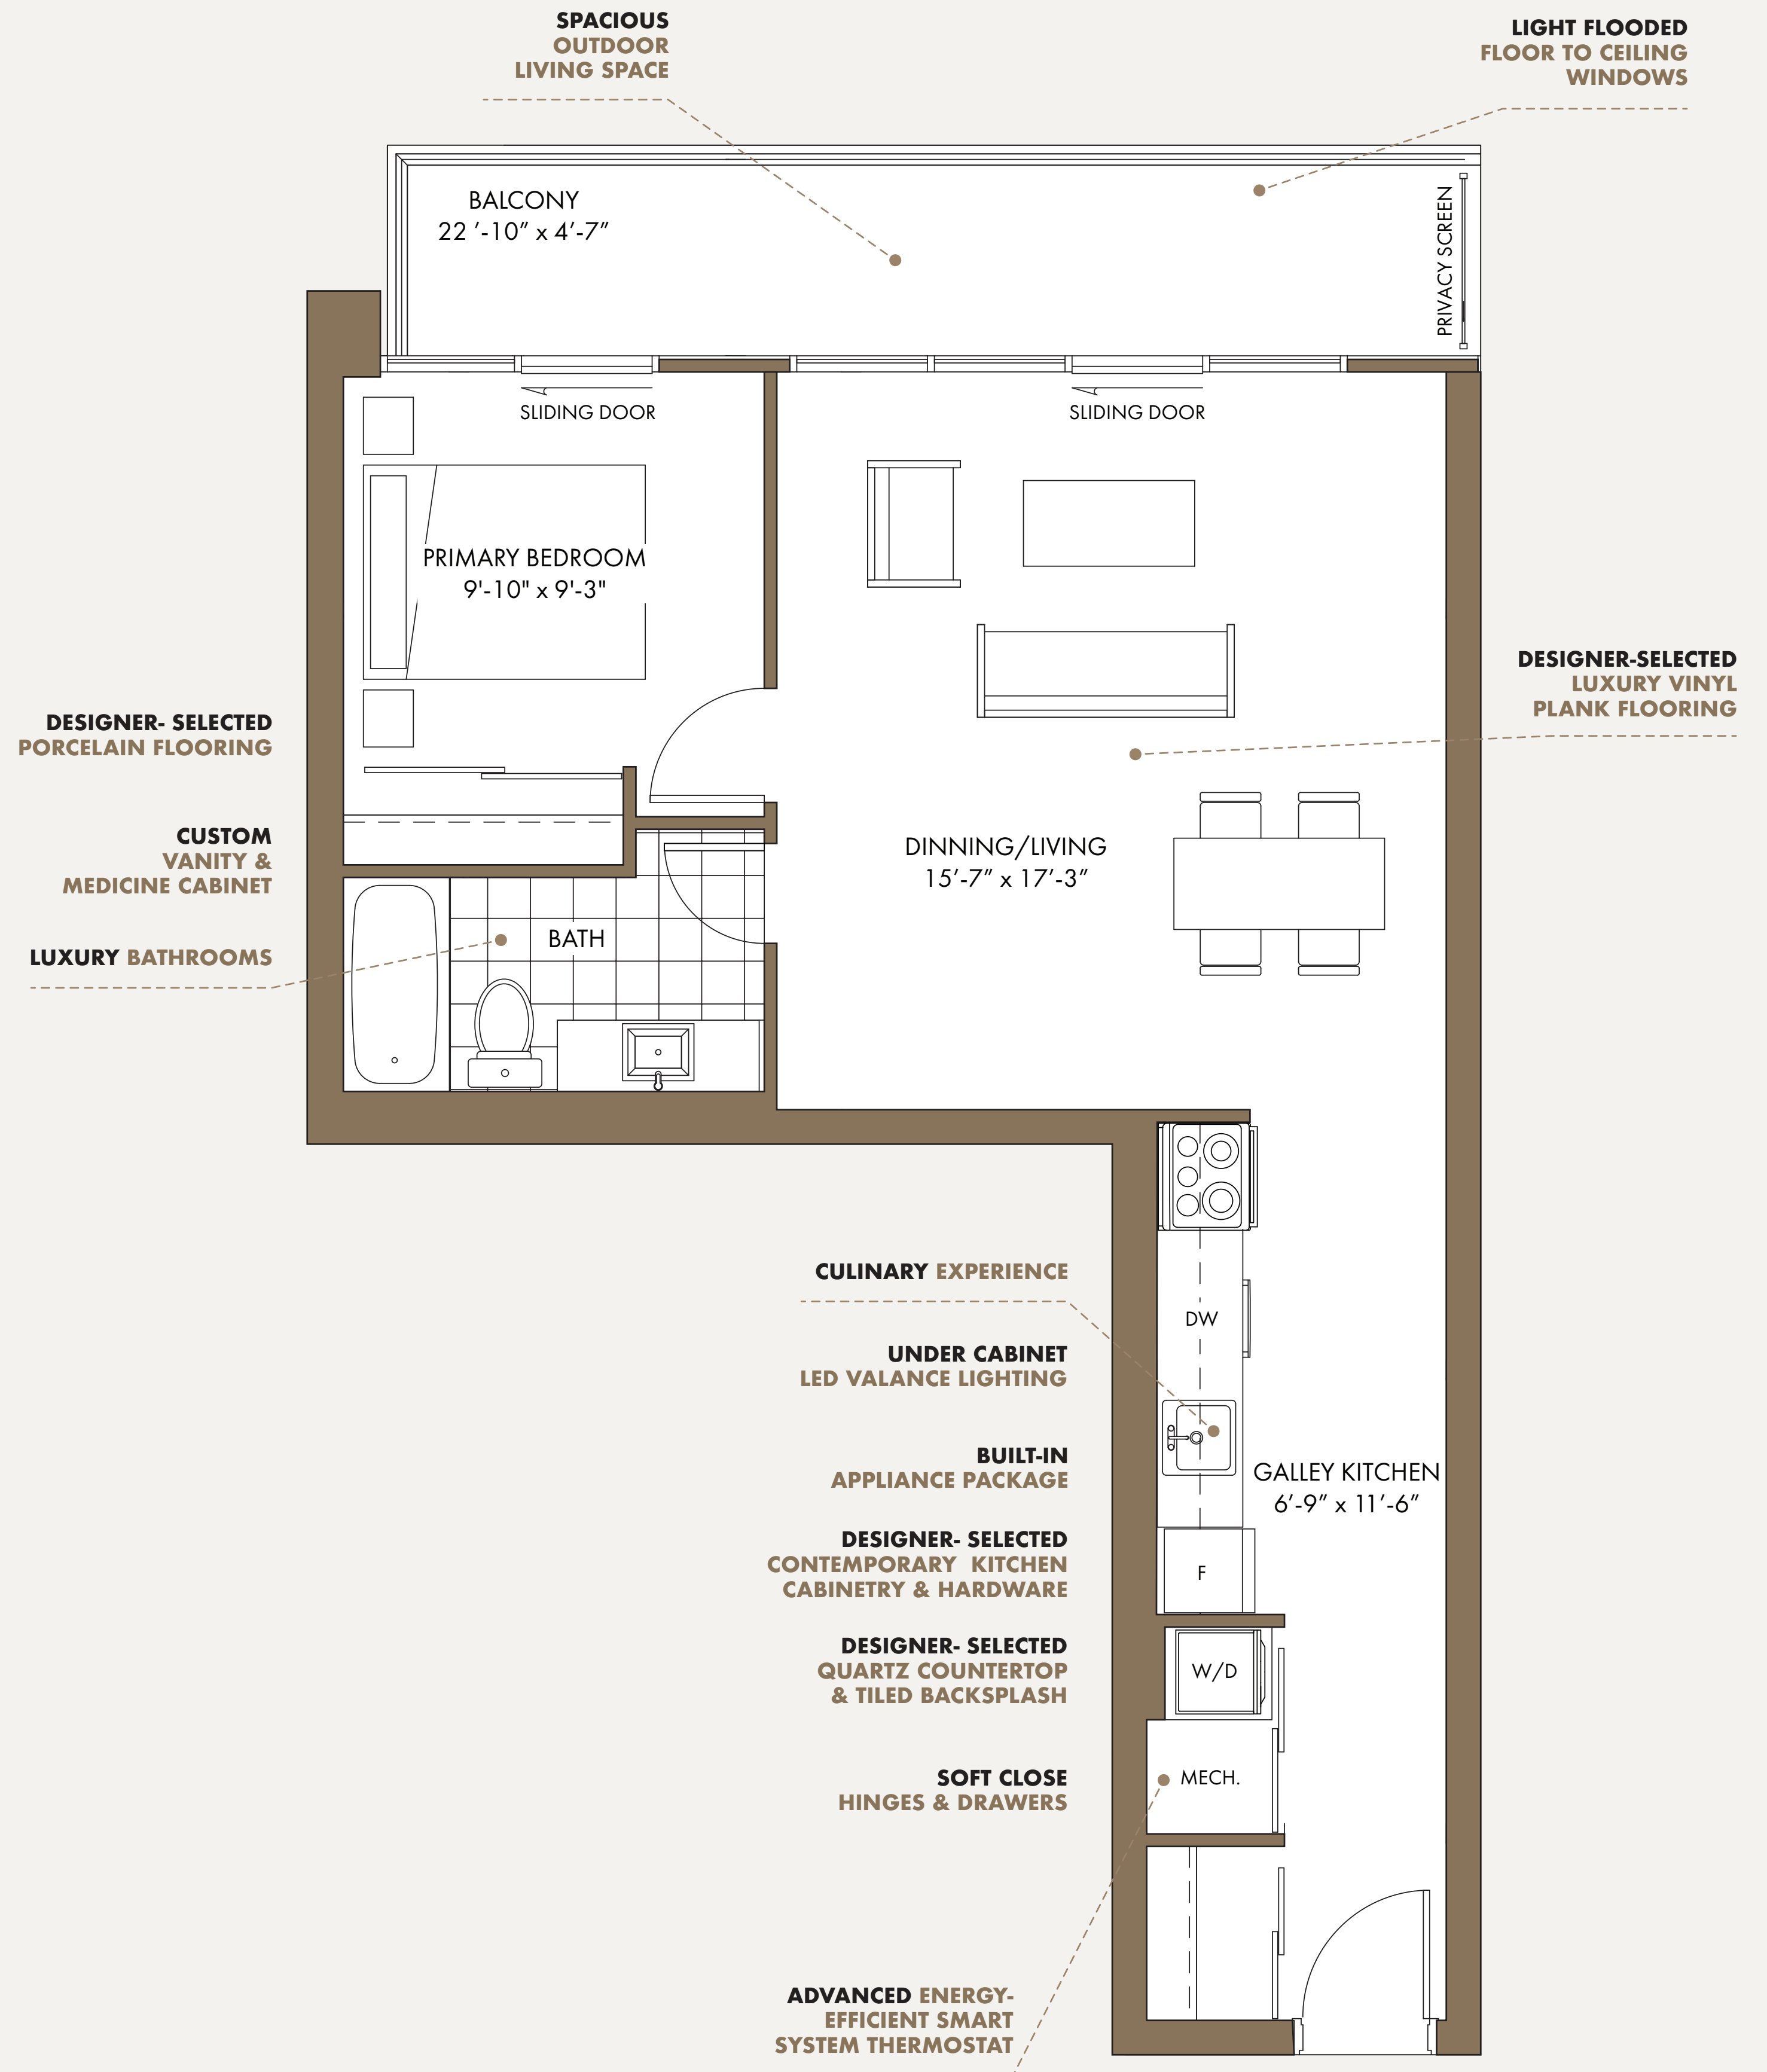 SPACIOUS
OUTDOOR
LIVING SPACE
LIGHT FLOODED
FLOOR TO CEILING
WINDOWS
BALCONY
22 ’-10” x 4’-7”
PRIVACY SCREEN
SLIDING DOOR
SLIDING DOOR
PRIMARY BEDROOM
9'-10" x 9'-3"
DESIGNER-SELECTED
LUXURY VINYL
PLANK FLOORING
DESIGNER- SELECTED
PORCELAIN FLOORING
CUSTOM
VANITY &
MEDICINE CABINET
LUXURY BATHROOMS
DINNING/LIVING
15’-7” x 17’-3”
BATH
CULINARY EXPERIENCE
UNDER CABINET
LED VALANCE LIGHTING
BUILT-IN
APPLIANCE PACKAGE
DESIGNER- SELECTED
CONTEMPORARY  KITCHEN
CABINETRY & HARDWARE
DESIGNER- SELECTED
QUARTZ COUNTERTOP
& TILED BACKSPLASH
SOFT CLOSE
HINGES & DRAWERS
DW
GALLEY KITCHEN
6’-9” x 11’-6”
F
W/D
MECH.
ADVANCED ENERGY-
EFFICIENT SMART
SYSTEM THERMOSTAT